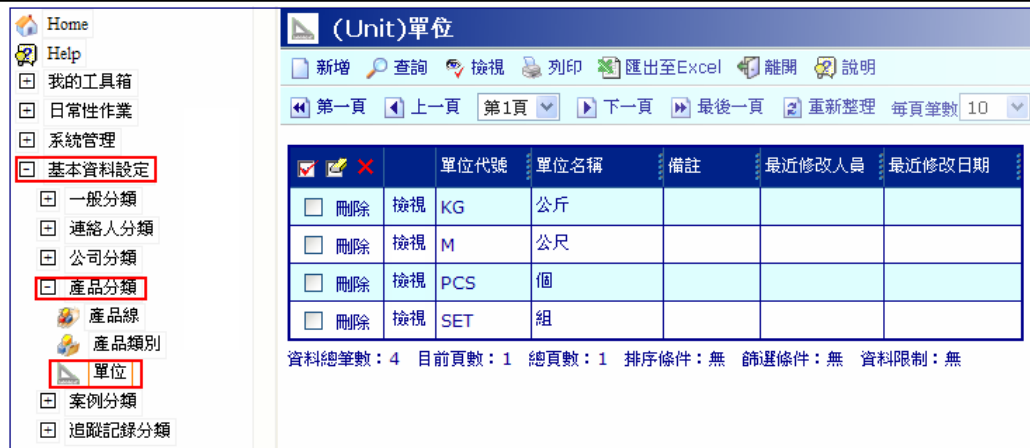 Home
Help
我的工具箱
日常性作業
系統管理
基本資料設定
一般分類
連絡人分類
公司分類
產品分類
產品線
產品類別
單位
案例分類
追蹤記錄分類
(Unit)單位
新增 查詢 檢視 列印 匯出至Excel 離開 說明
第一頁 上一頁 第1頁 下一頁 最後一頁 重新整理 每頁筆數 10
單位代號 單位名稱 備註 最近修改人員 最近修改日期
刪除 檢視 KG 公斤
刪除 檢視 M 公尺
刪除 檢視 PCS 個
刪除 檢視 SET 組
資料總筆數：4 目前頁數：1 總頁數：1 排序條件：無 篩選條件：無 資料限制：無